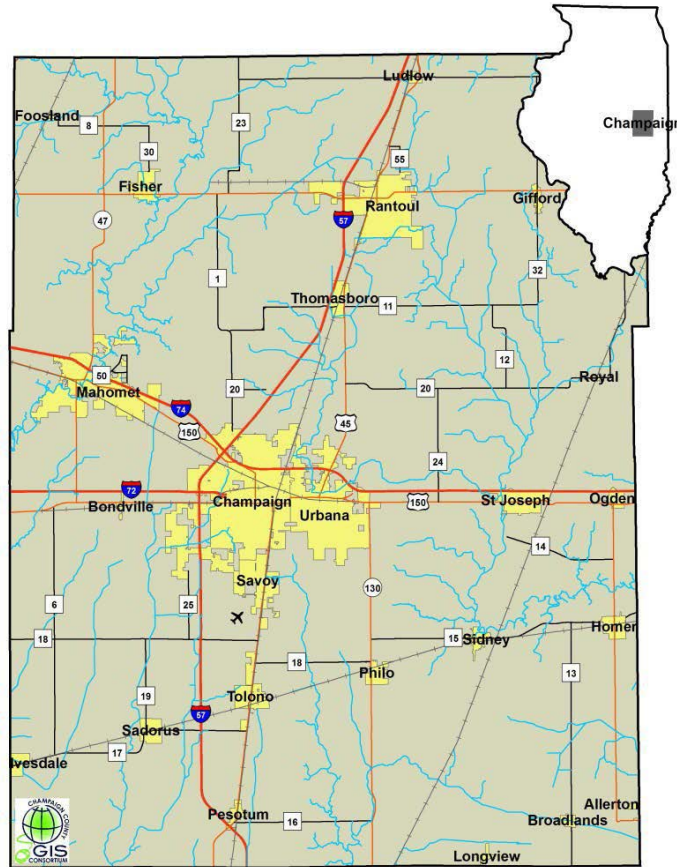 Champaign
Ludlow
Foosland
8
23
30
55
Fisher
Rantoul
Gifford
47
57
32
1
Thomasboro
11
12
50
Mahomet
20
20
Royal
74
150
45
24
72
Bondville
Champaign
Urbana
150
St Joseph
Ogden
14
Savoy
130
6
25
18
15
Sidney
Homer
18
13
Philo
19
Tolono
57
Sadorus
17
Ivesdale
CHAMPAIGN COUNTY
GIS
CONSORTIUM
Pesotum
16
Allerton
Broadlands
Longview